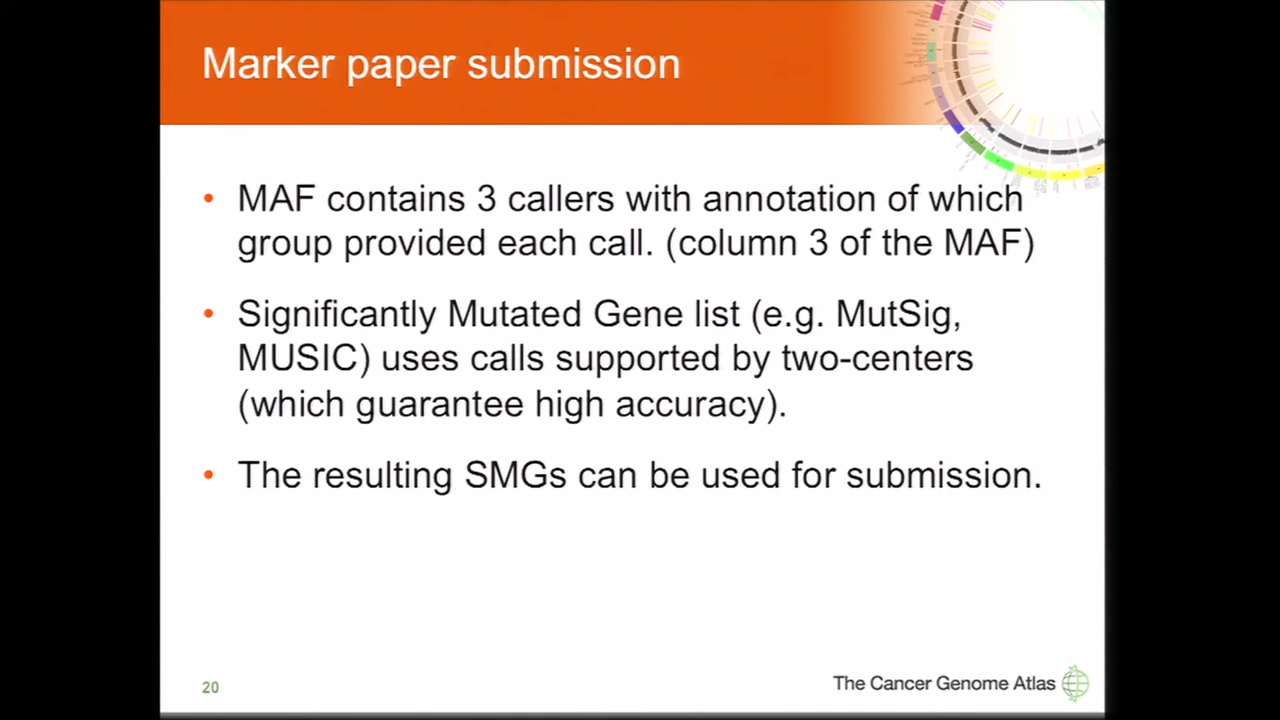 Marker paper submission
• MAF contains 3 callers with annotation of which
group provided each call. (column 3 of the MAF)
• Significantly Mutated Gene list (e.g. MutSig,
MUSIC) uses calls supported by two-centers
(which guarantee high accuracy).
• The resulting SMGs can be used for submission.
20
The Cancer Genome Atlas